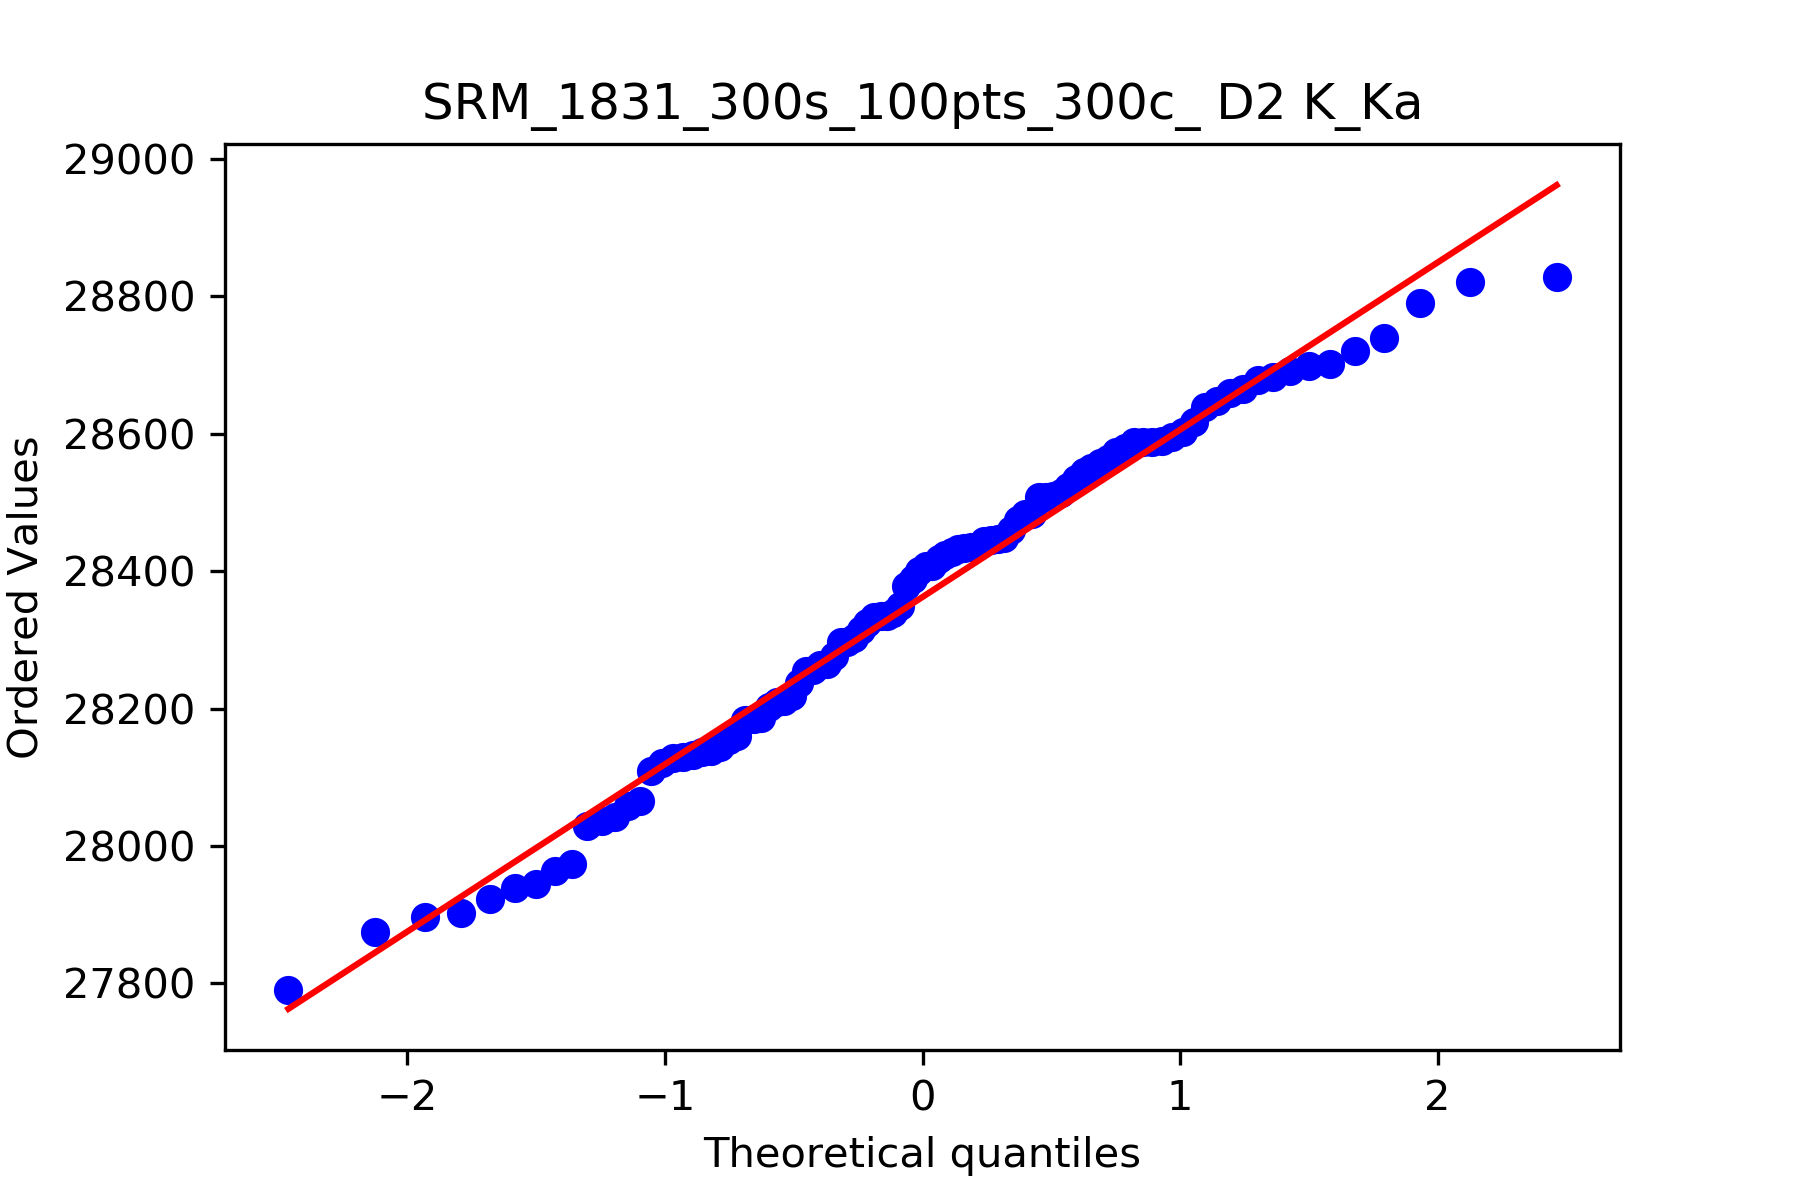 SRM_1831_300s_100pts_300c_ D2 K_Ka
29000
28800
28600
28400
28200
28000
27800
Ordered Values
−2 −1 0 1 2
Theoretical quantiles